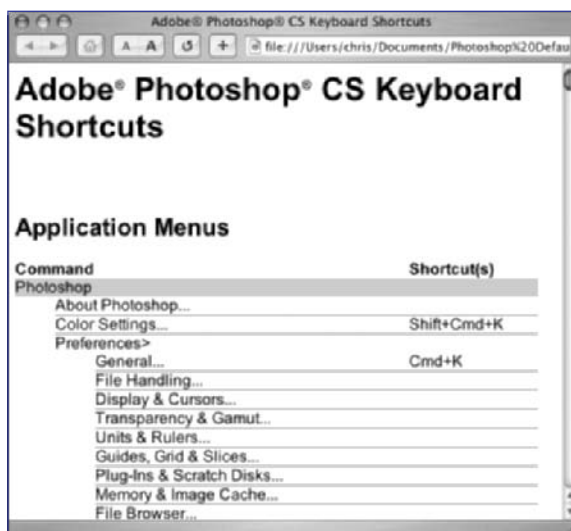 Adobe® Photoshop® CS Keyboard Shortcuts
A A
file:///Users/chris/Documents/Photoshop%20Defau
Adobe® Photoshop® CS Keyboard
Shortcuts
Application Menus
Command Shortcut(s)
Photoshop
About Photoshop...
Color Settings... Shift+Cmd+K
Preferences>
General... Cmd+K
File Handling...
Display & Cursors...
Transparency & Gamut...
Units & Rulers...
Guides, Grid & Slices...
Plug-Ins & Scratch Disks...
Memory & Image Cache...
File Browser...